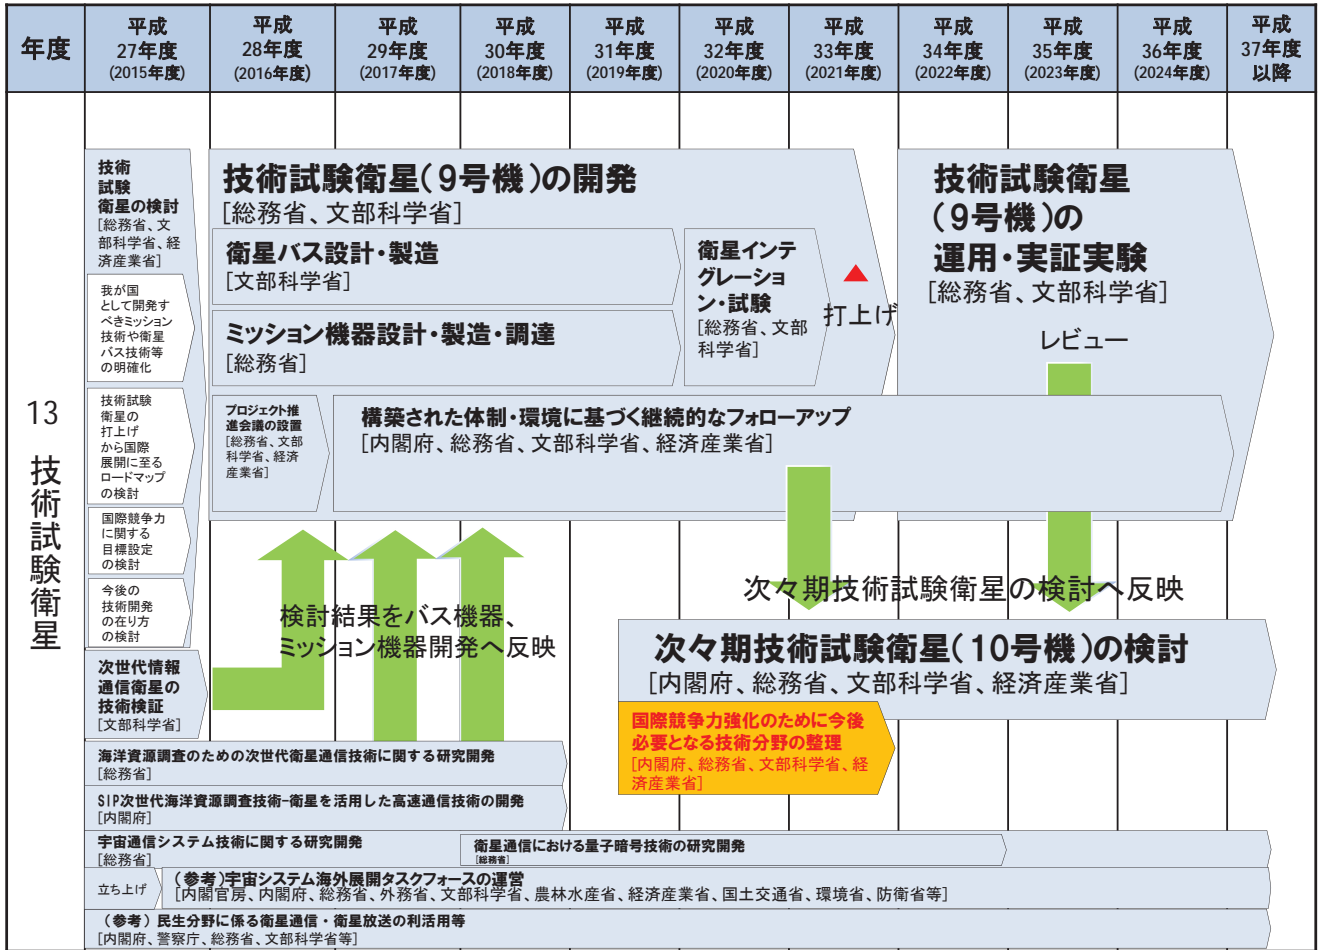 年度
平成
27年度
(2015年度)
平成
28年度
(2016年度)
平成
29年度
(2017年度)
平成
30年度
(2018年度)
平成
31年度
(2019年度)
平成
32年度
(2020年度)
平成
33年度
(2021年度)
平成
34年度
(2022年度)
平成
35年度
(2023年度)
平成
36年度
(2024年度)
平成
37年度
以降
13 技術試験衛星
技術
試験
衛星の検討
[総務省、文
部科学省、経
済産業省]
我が国
として開発す
べきミッション
技術や衛星
バス技術等
の明確化
技術試験
衛星の
打上げ
から国際
展開に至る
ロードマップ
の検討
国際競争力
に関する
目標設定
の検討
今後の
技術開発
の在り方
の検討
次世代情報
通信衛星の
技術検証
[文部科学省]
技術試験衛星(9号機)の開発
[総務省、文部科学省]
衛星バス設計・製造
[文部科学省]
ミッション機器設計・製造・調達
[総務省]
衛星インテ
グレーショ
ン・試験
[総務省、文部
科学省]
打上げ
技術試験衛星
(9号機)の
運用・実証実験
[総務省、文部科学省]
レビュー
プロジェクト推
進会議の設置
[総務省、文部
科学省、経済
産業省]
構築された体制・環境に基づく継続的なフォローアップ
[内閣府、総務省、文部科学省、経済産業省]
検討結果をバス機器、
ミッション機器開発へ反映
次々期技術試験衛星の検討へ反映
次々期技術試験衛星(10号機)の検討
[内閣府、総務省、文部科学省、経済産業省]
国際競争力強化のために今後
必要となる技術分野の整理
[内閣府、総務省、文部科学省、経
済産業省]
海洋資源調査のための次世代衛星通信技術に関する研究開発
[総務省]
SIP次世代海洋資源調査技術-衛星を活用した高速通信技術の開発
[内閣府]
宇宙通信システム技術に関する研究開発
[総務省]
衛星通信における量子暗号技術の研究開発
[総務省]
立ち上げ
(参考)宇宙システム海外展開タスクフォースの運営
[内閣官房、内閣府、総務省、外務省、文部科学省、農林水産省、経済産業省、国土交通省、環境省、防衛省等]
(参考)民生分野に係る衛星通信・衛星放送の利活用等
[内閣府、警察庁、総務省、文部科学省等]